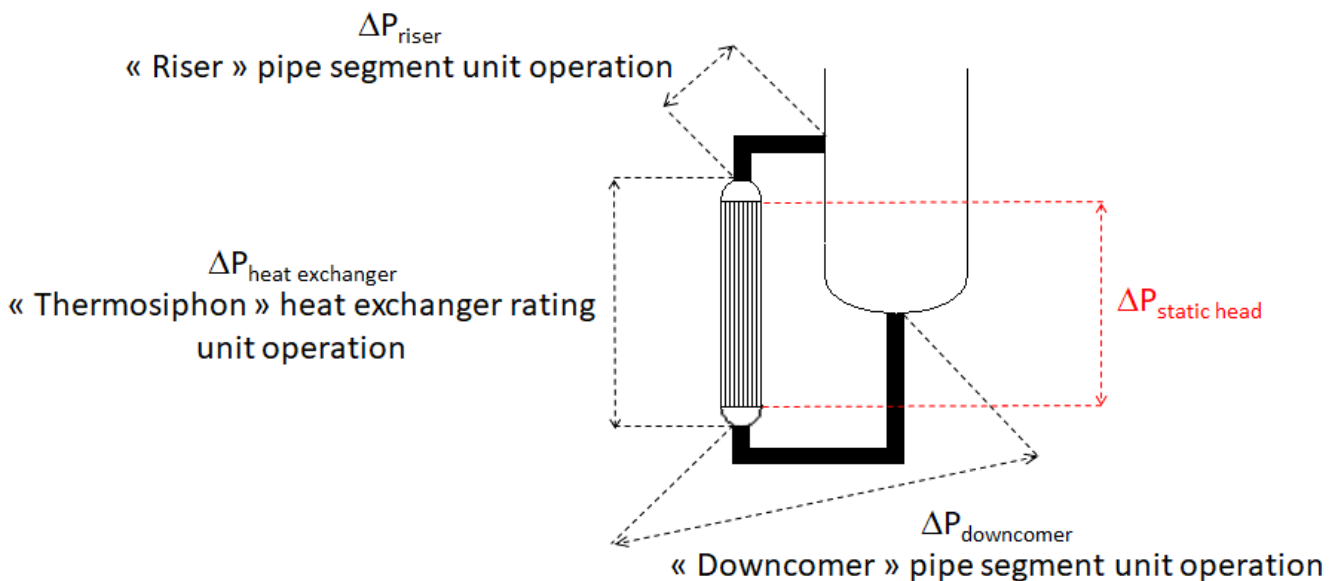 ΔPriser
« Riser » pipe segment unit operation
ΔPheat exchanger
« Thermosiphon » heat exchanger rating
unit operation
ΔPstatic head
ΔPdowncomer
« Downcomer » pipe segment unit operation